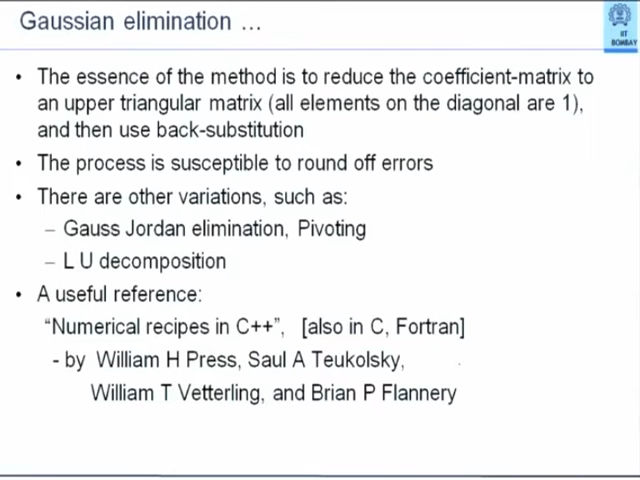 Gaussian elimination ...
IIT
BOMBAY
• The essence of the method is to reduce the coefficient-matrix to
an upper triangular matrix (all elements on the diagonal are 1),
and then use back-substitution
• The process is susceptible to round off errors
• There are other variations, such as:
– Gauss Jordan elimination, Pivoting
– L U decomposition
• A useful reference:
“Numerical recipes in C++”, [also in C, Fortran]
- by William H Press, Saul A Teukolsky,
William T Vetterling, and Brian P Flannery